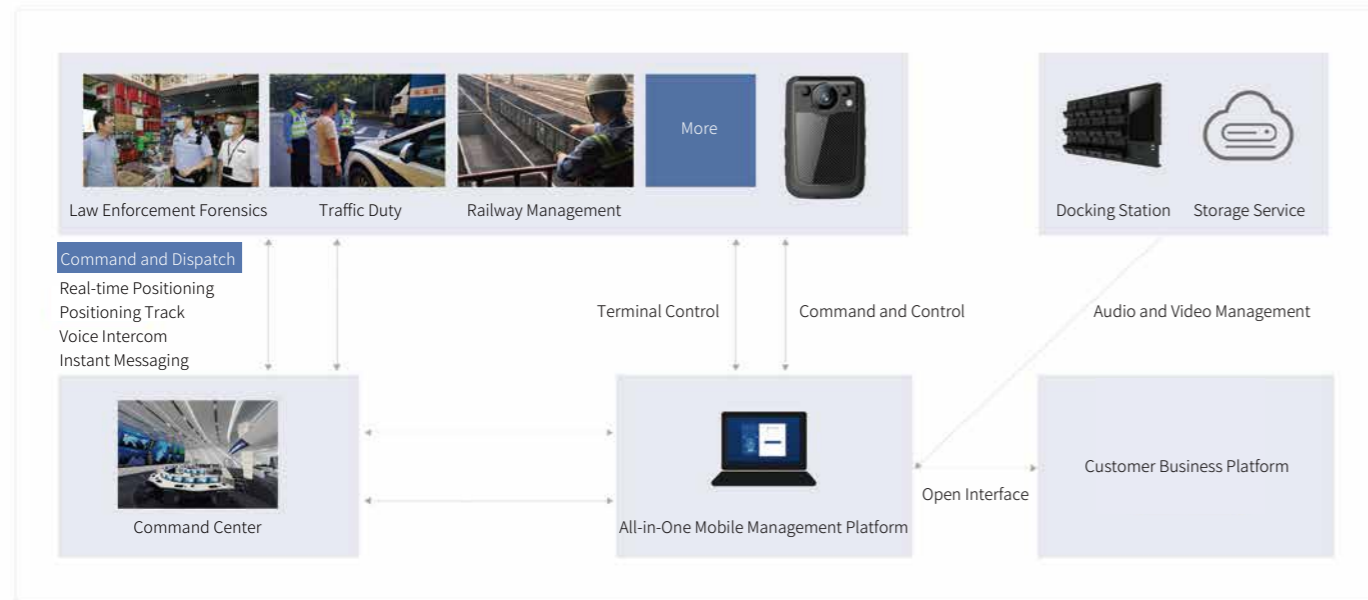 More
Law Enforcement Forensics
Traffic Duty
Railway Management
Docking Station
Storage Service
Command and Dispatch
Real-time Positioning
Positioning Track
Voice Intercom
Instant Messaging
Terminal Control
Command and Control
Audio and Video Management
Command Center
All-in-One Mobile Management Platform
Open Interface
Customer Business Platform